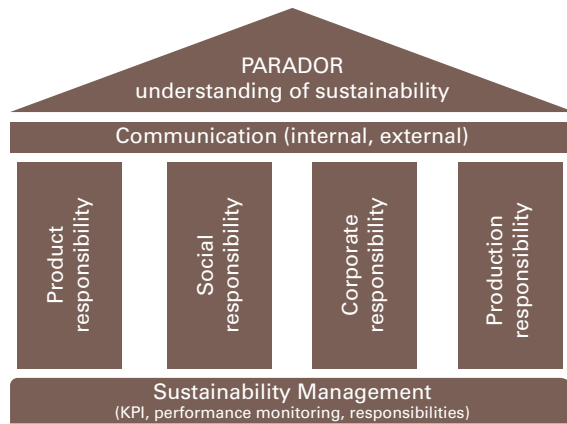 PARADOR
understanding of sustainability
Communication (internal, external)
Product
responsibility
Social
responsibility
Corporate
responsibility
Production
responsibility
Sustainability Management
(KPI, performance monitoring, responsibilities)